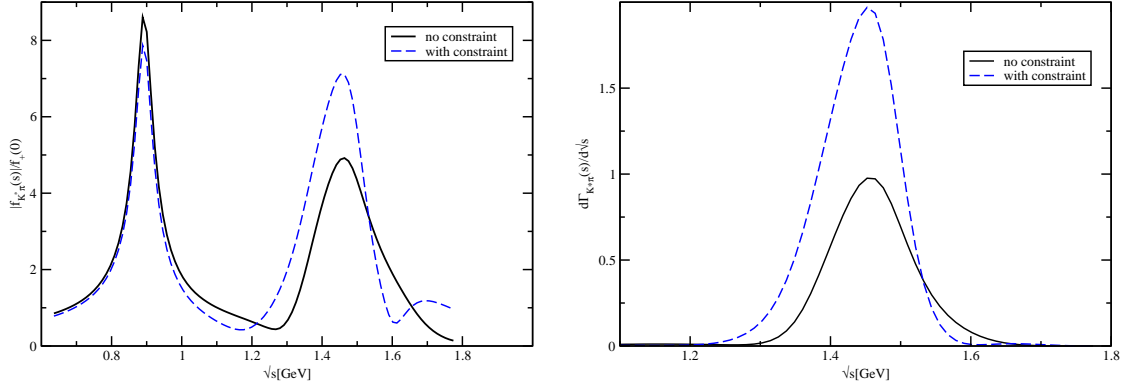 no constraint
with constraint
|f_{K^*π}(s)|/f_+(0)
0
2
4
6
8
0.8
1
1.2
1.4
1.6
1.8
√s[GeV]
no constraint
with constraint
dΓ_{K*π}(s)/d√s
0
0.5
1
1.5
1.2
1.4
1.6
1.8
√s[GeV]